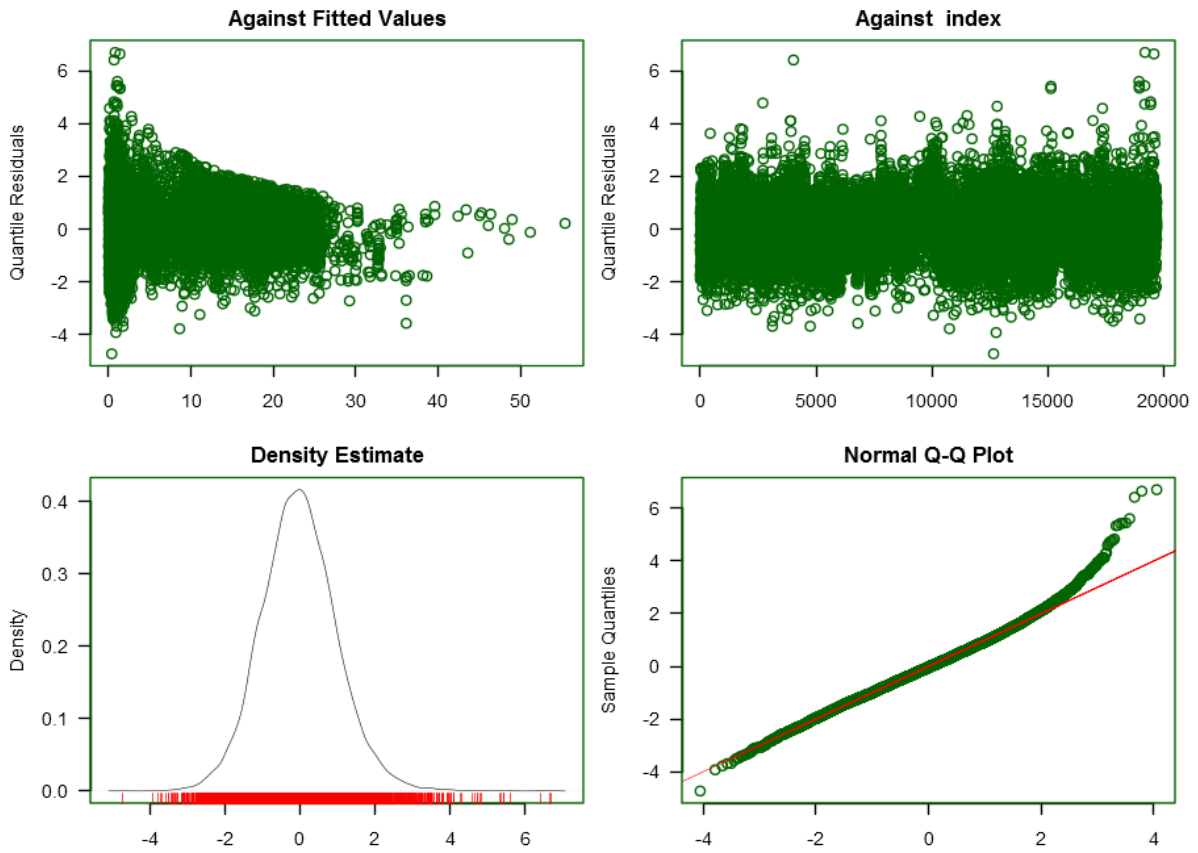 Against Fitted Values
Quantile Residuals
6
4
2
0
-2
-4
0 10 20 30 40 50
Against index
Quantile Residuals
6
4
2
0
-2
-4
0 5000 10000 15000 20000
Density Estimate
Density
0.4
0.3
0.2
0.1
0.0
-4 -2 0 2 4 6
Normal Q-Q Plot
Sample Quantiles
6
4
2
0
-2
-4
-4 -2 0 2 4